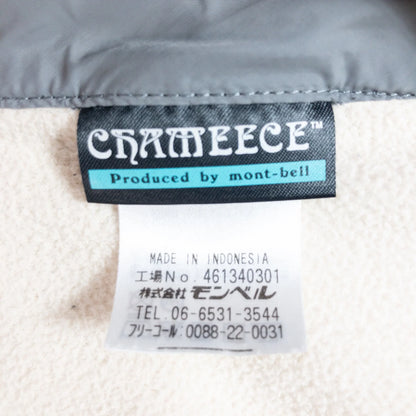 CHAMEECE™
Produced by mont-bell
MADE IN INDONESIA
工場No. 461340301
株式会社 モンベル
TEL. 06-6531-3544
フリーコール: 0088-22-0031